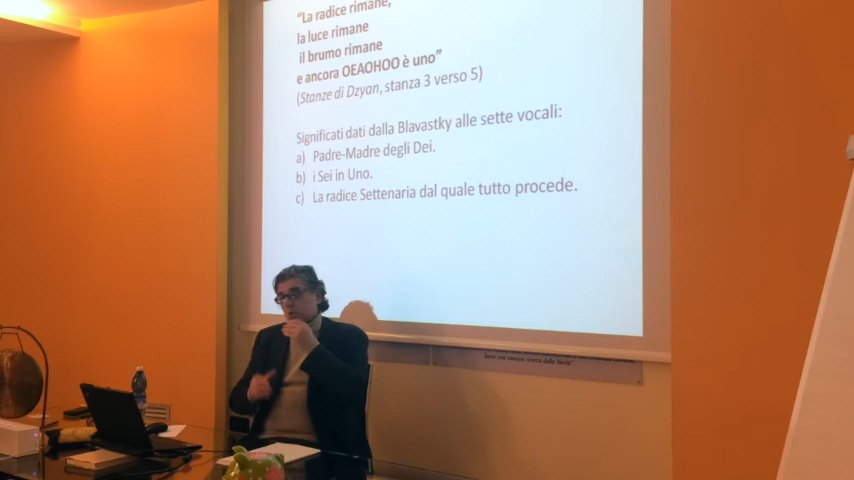 “La radice rimane,
la luce rimane
il brumo rimane
e ancora OEAOHOO è uno”
(Stanze di Dzyan, stanza 3 verso 5)
Significati dati dalla Blavastky alle sette vocali:
a) Padre-Madre degli Dei.
b) i Sei in Uno.
c) La radice Settenaria dal quale tutto procede.